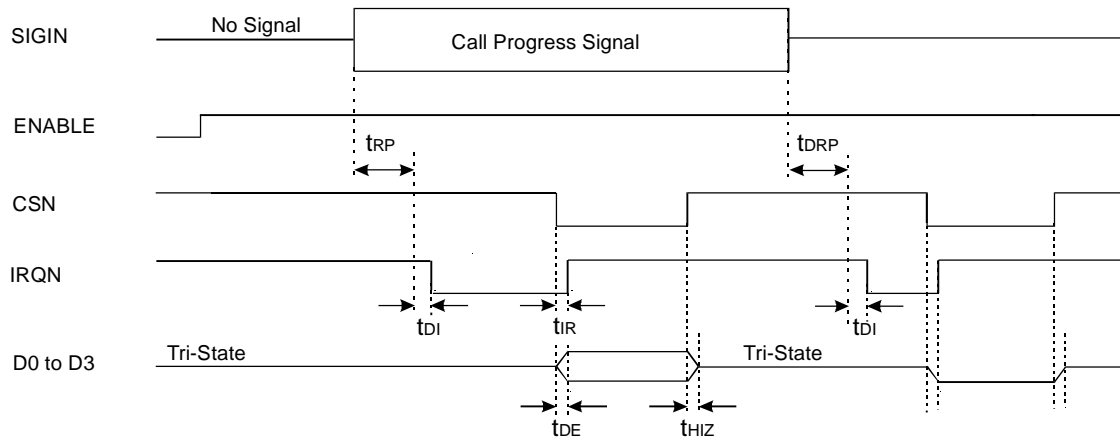 No Signal
SIGIN
Call Progress Signal
ENABLE
tRP
tDRP
CSN
IRQN
tDI
tIR
tDI
D0 to D3
Tri-State
Tri-State
tDE
tHIZ